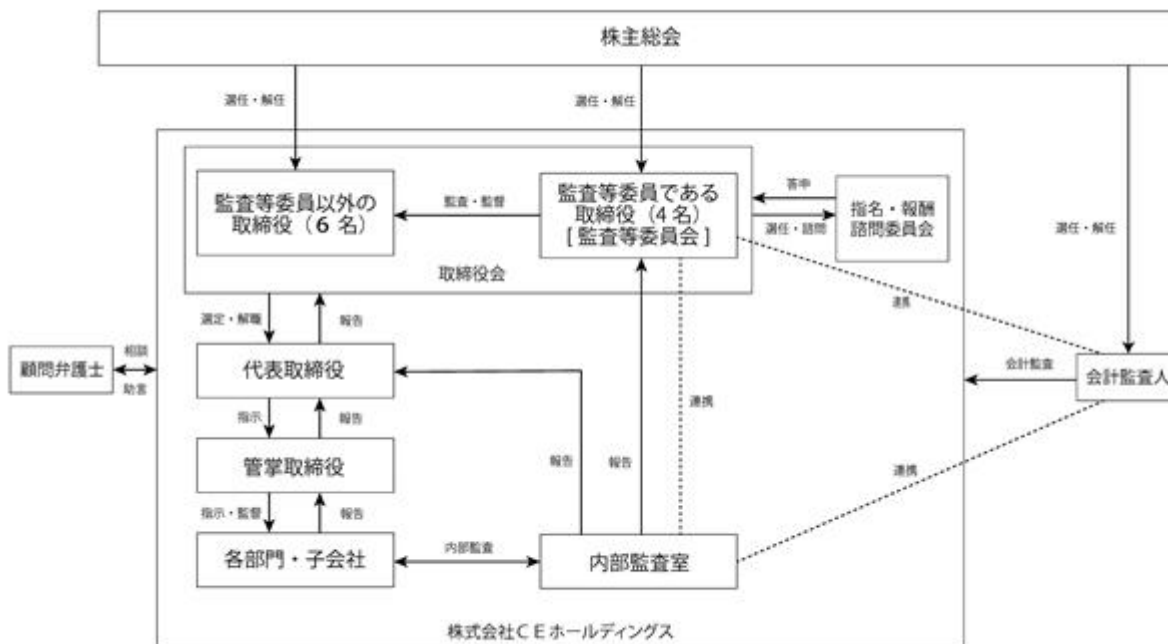 株主総会
選任・解任
選任・解任
選任・解任
監査等委員以外の
取締役（6 名）
監査・監督
監査等委員である
取締役（4 名）
[ 監査等委員会 ]
答申
選任・諮問
指名・報酬
諮問委員会
取締役会
選定・解職
報告
連携
顧問弁護士
相談
助言
代表取締役
会計監査
会計監査人
指示
報告
連携
管掌取締役
報告
報告
連携
指示・監督
報告
各部門・子会社
内部監査
内部監査室
株式会社ＣＥホールディングス